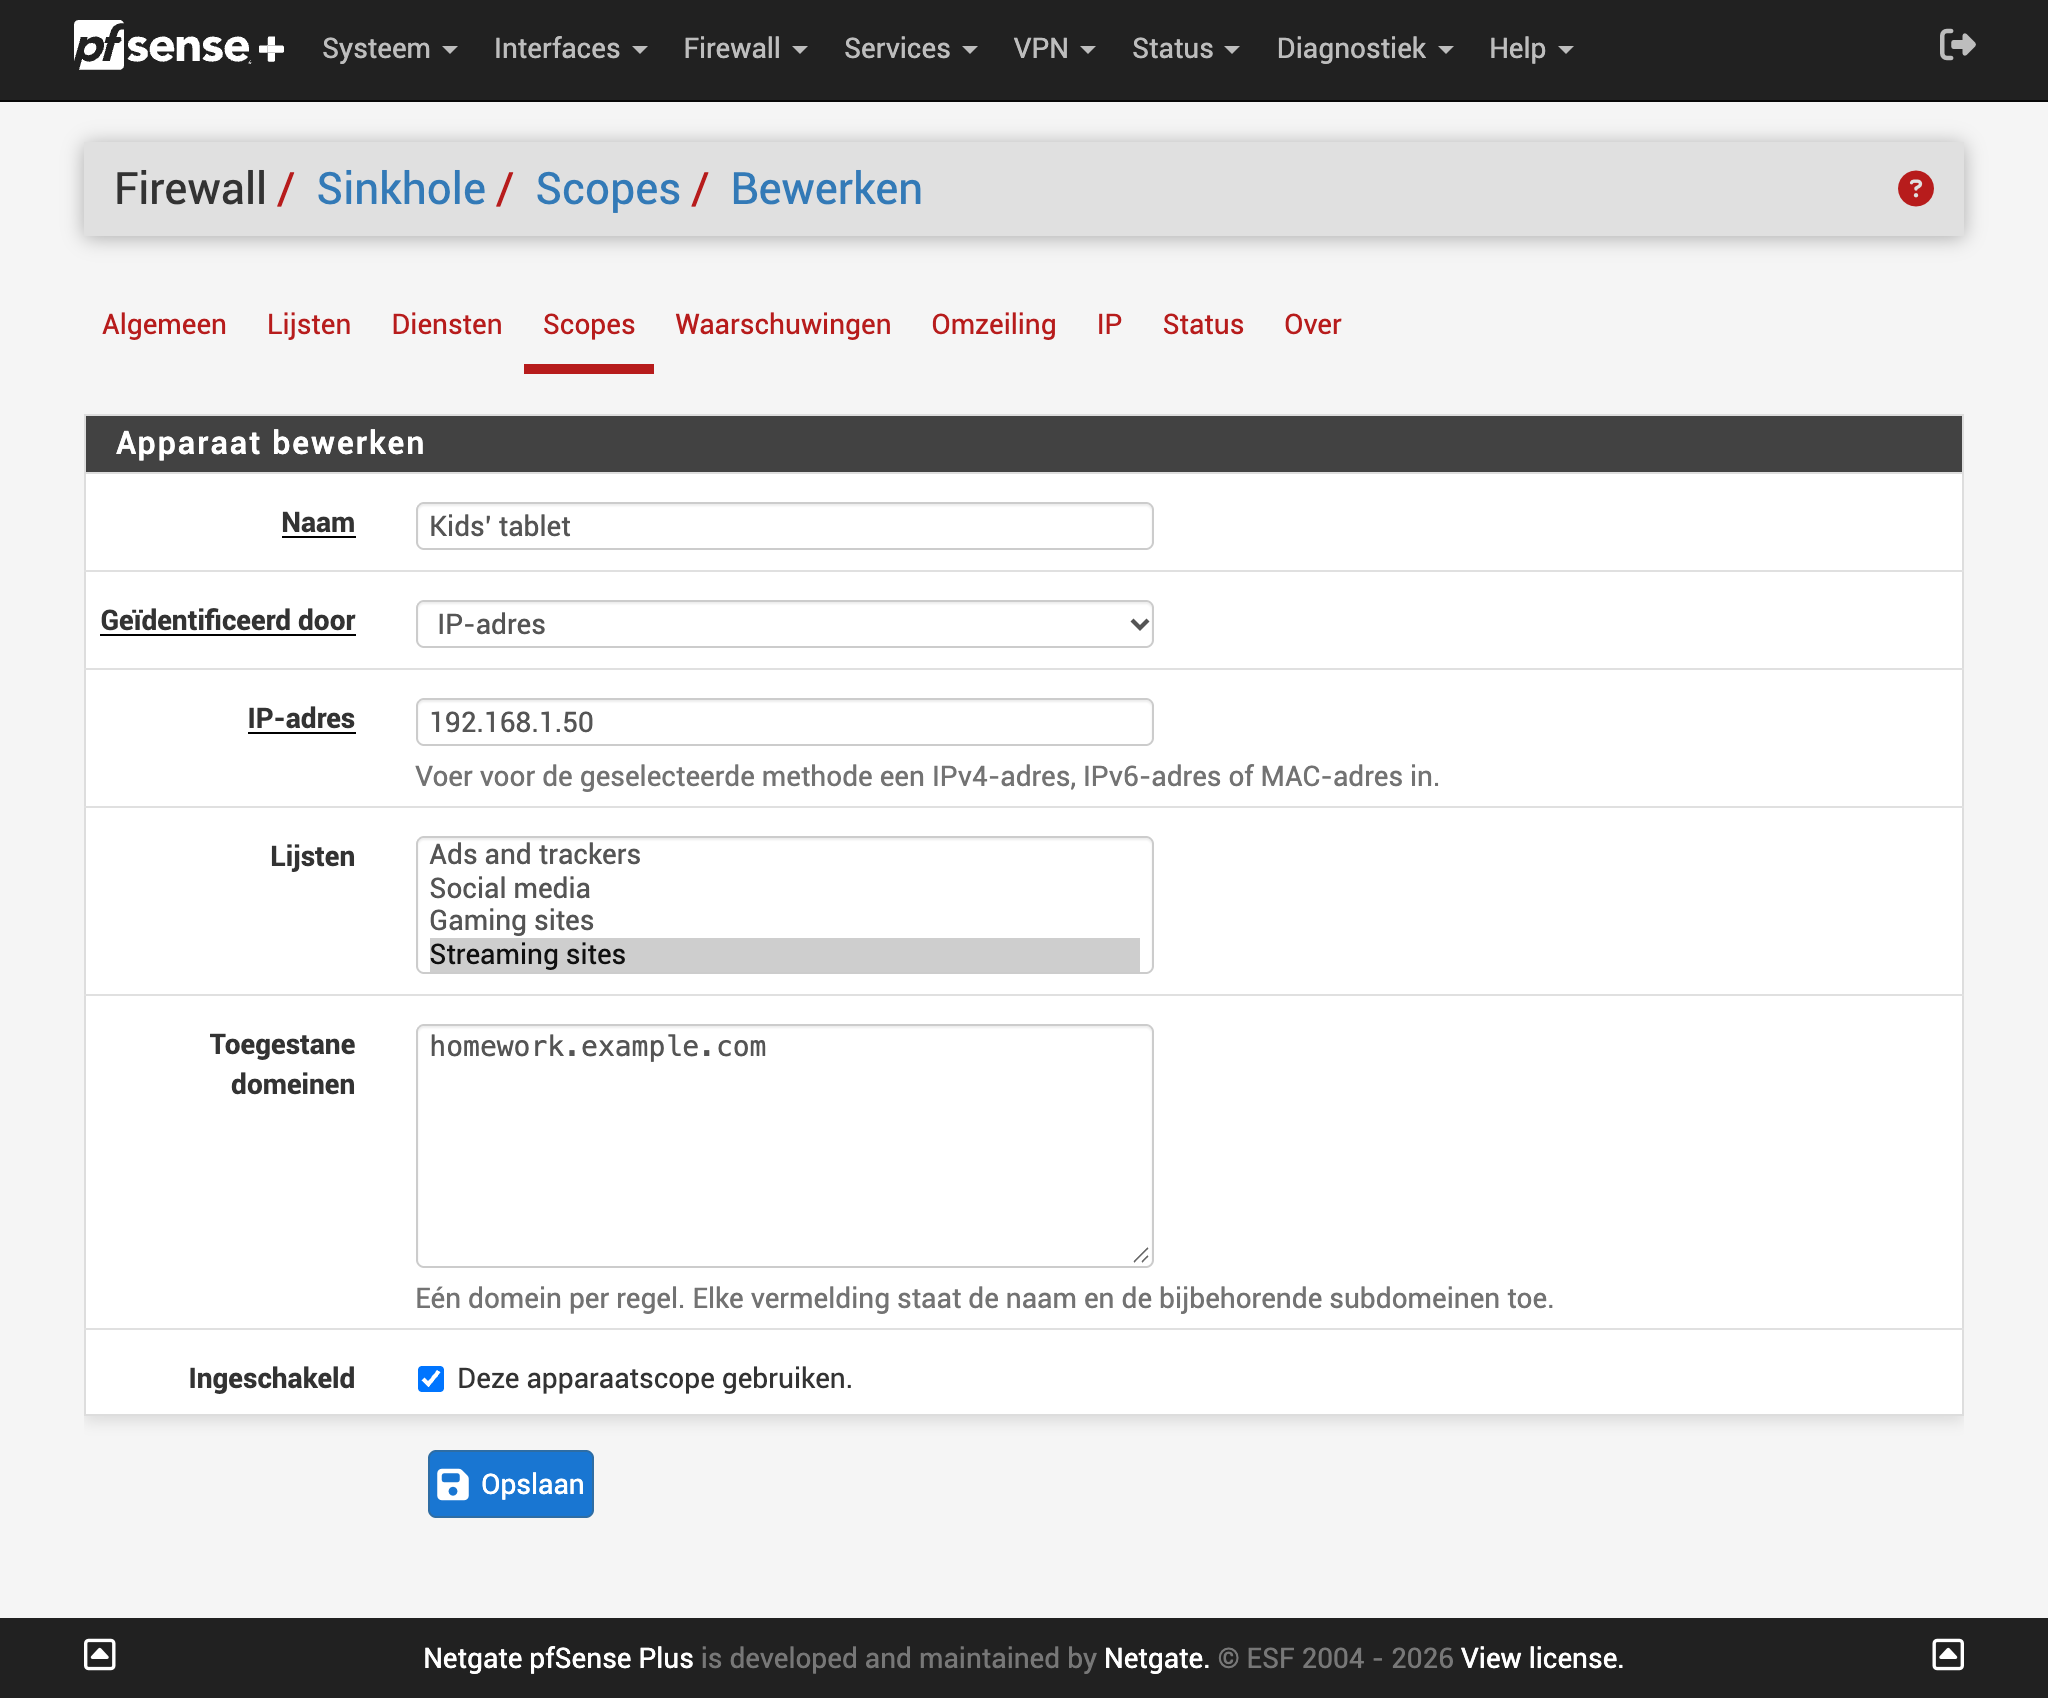 pfsense +
Systeem
Interfaces
Firewall
Services
VPN
Status
Diagnostiek
Help
Firewall / Sinkhole / Scopes / Bewerken
?
Algemeen
Lijsten
Diensten
Scopes
Waarschuwingen
Omzeiling
IP
Status
Over
Apparaat bewerken
Naam
Kids' tablet
Geïdentificeerd door
IP-adres
IP-adres
192.168.1.50
Voer voor de geselecteerde methode een IPv4-adres, IPv6-adres of MAC-adres in.
Lijsten
Ads and trackers
Social media
Gaming sites
Streaming sites
Toegestane
domeinen
homework.example.com
Eén domein per regel. Elke vermelding staat de naam en de bijbehorende subdomeinen toe.
Ingeschakeld
Deze apparaatscope gebruiken.
Opslaan
Netgate pfSense Plus is developed and maintained by Netgate. © ESF 2004 - 2026 View license.